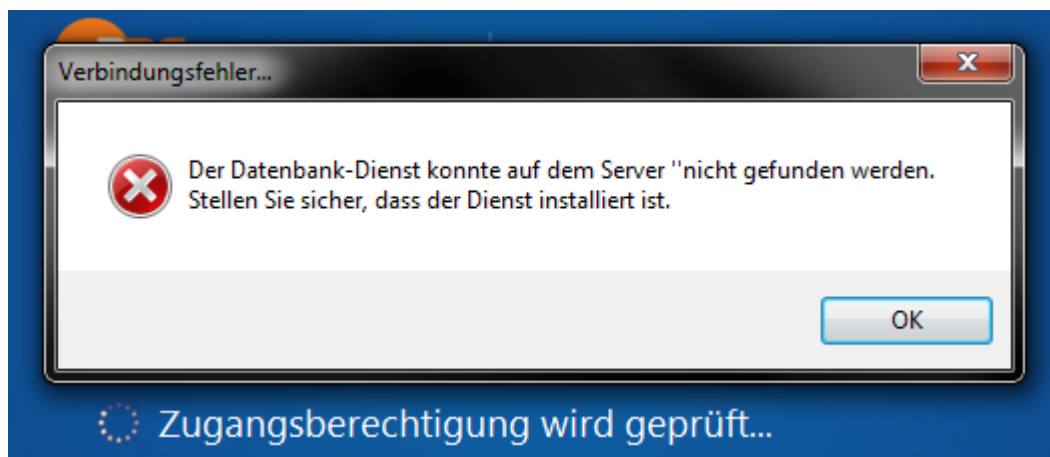 Verbindungsfehler...
Der Datenbank-Dienst konnte auf dem Server ''nicht gefunden werden.
Stellen Sie sicher, dass der Dienst installiert ist.
OK
Zugangsberechtigung wird geprüft...